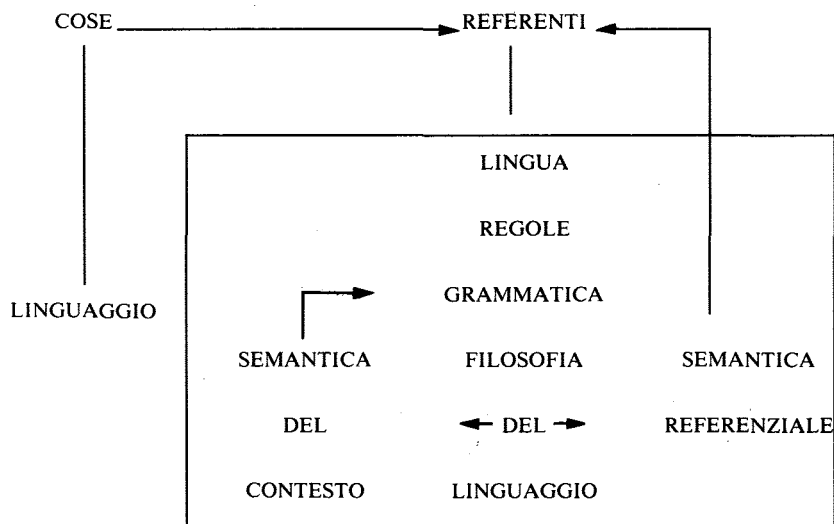 COSE REFERENTI
LINGUA
REGOLE
LINGUAGGIO GRAMMATICA
SEMANTICA FILOSOFIA SEMANTICA
DEL DEL REFERENZIALE
CONTESTO LINGUAGGIO